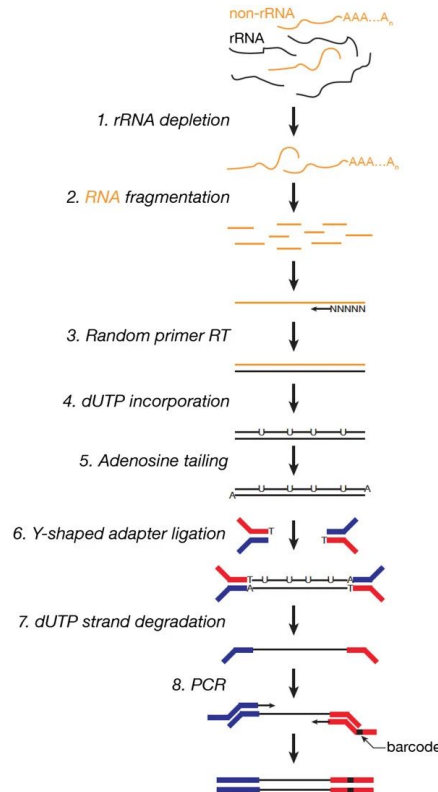 non-rRNA
AAA...Aₙ
rRNA
1. rRNA depletion
AAA...Aₙ
2. RNA fragmentation
NNNNN
3. Random primer RT
4. dUTP incorporation
U U U U
5. Adenosine tailing
U U U U A
A
6. Y-shaped adapter ligation
T
T
T U U U U A
A T
7. dUTP strand degradation
8. PCR
barcode